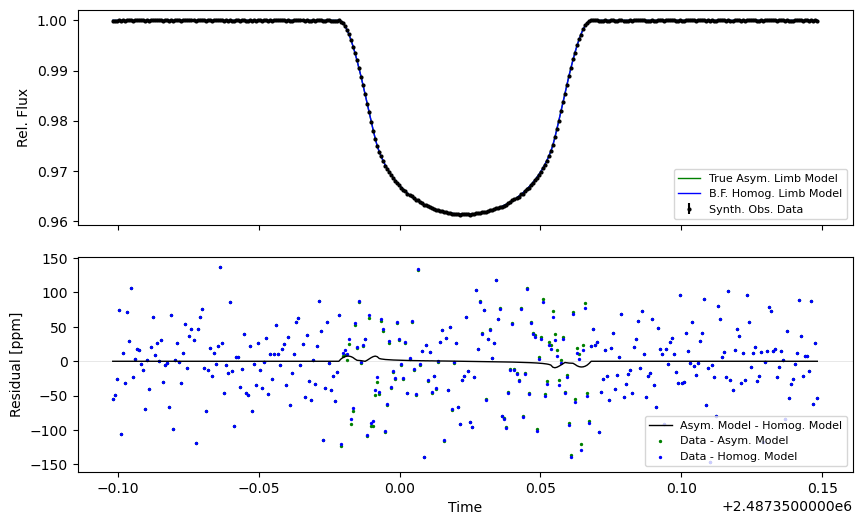 1.00
0.99
0.98
0.97
0.96
Rel. Flux
True Asym. Limb Model
B.F. Homog. Limb Model
Synth. Obs. Data
150
100
50
0
−50
−100
−150
Residual [ppm]
Asym. Model - Homog. Model
Data - Asym. Model
Data - Homog. Model
−0.10 −0.05 0.00 0.05 0.10 0.15
Time
+2.4873500000e6